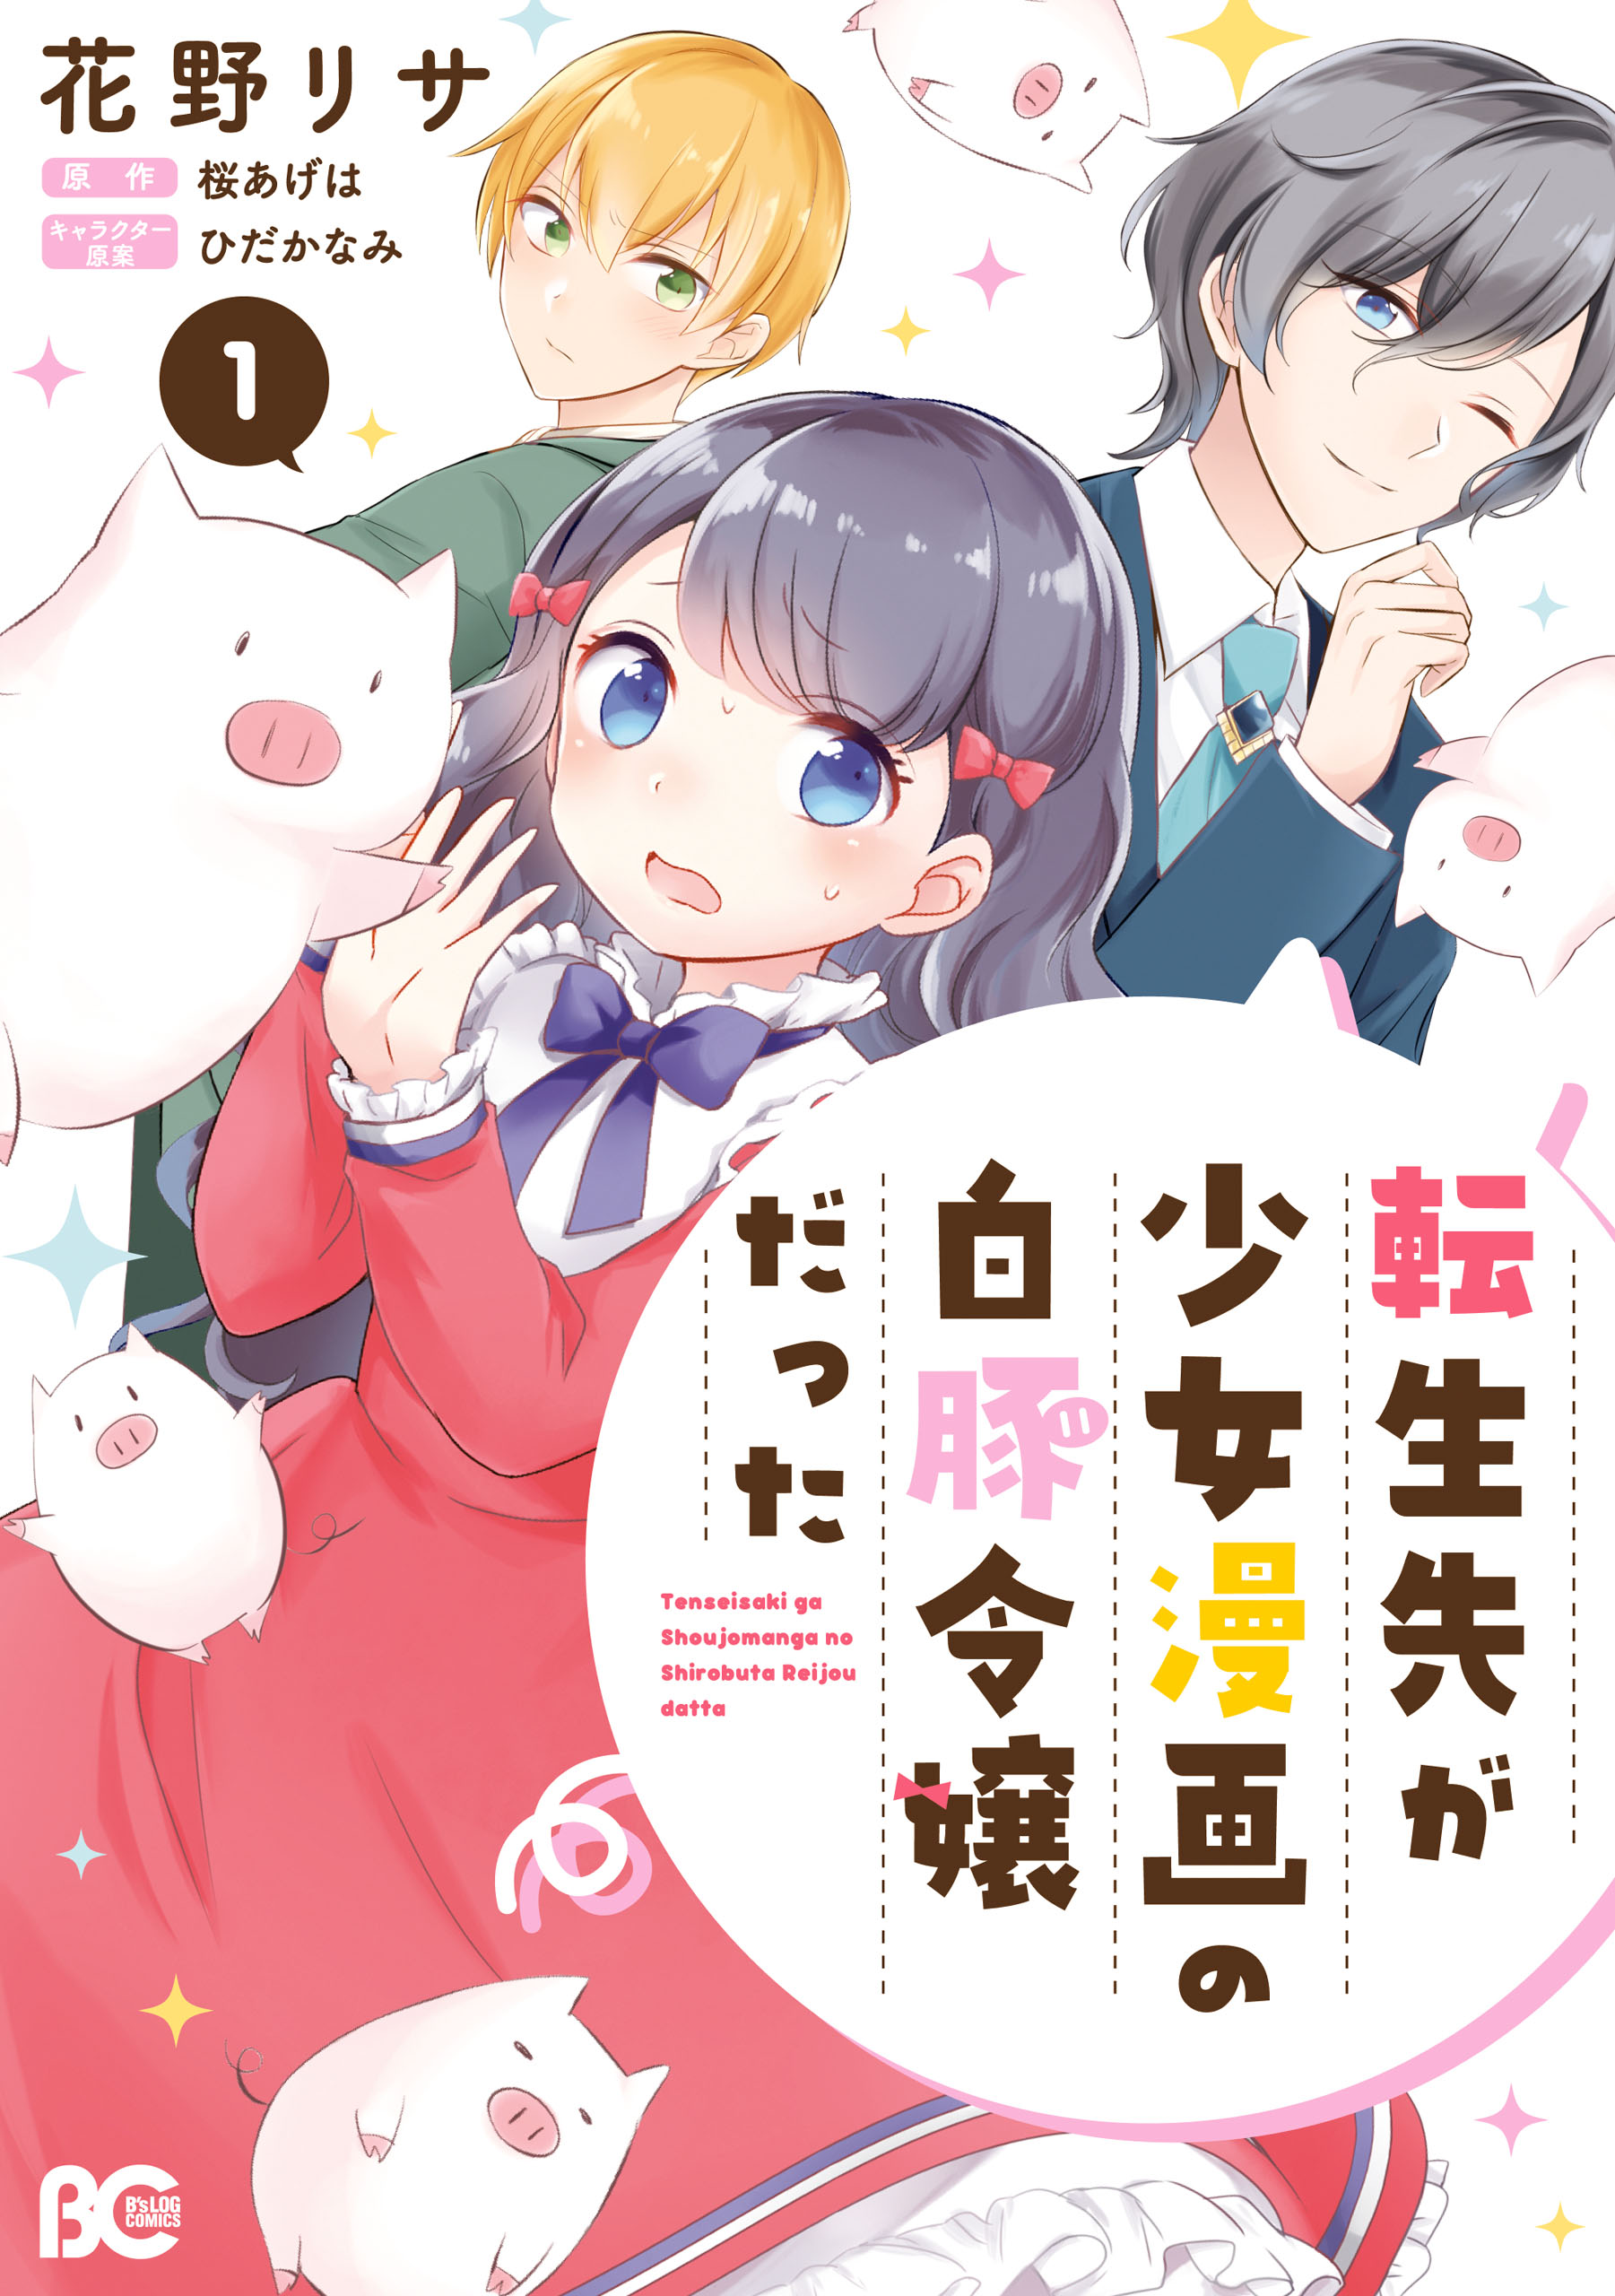 花野リサ
原作 桜あげは
キャラクター原案 ひだかなみ
1
転生先が
少女漫画の
白豚令嬢
だった
Tenseisaki ga
Shoujomanga no
Shirobuta Reijou
datta
BC
B'sLOG
COMICS